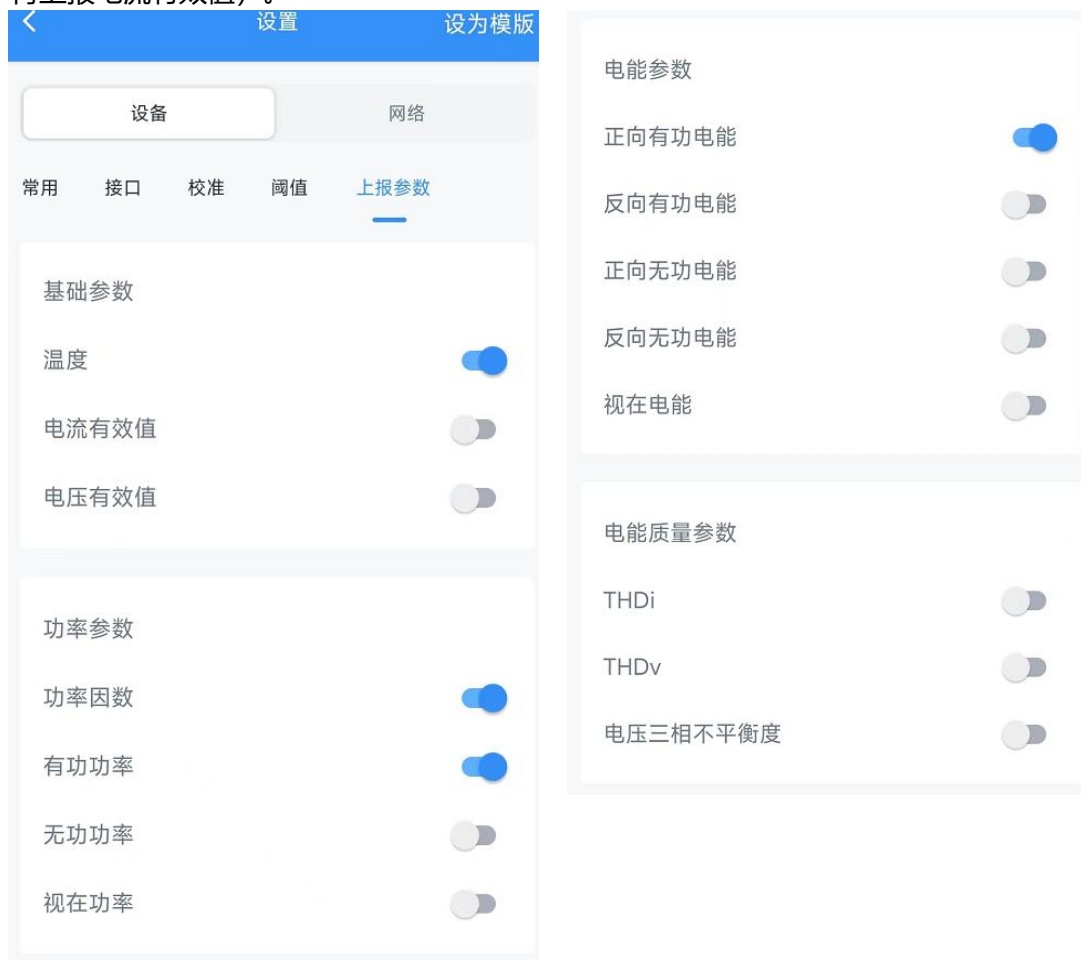 设置
设为模版
设备
网络
常用
接口
校准
阈值
上报参数
基础参数
温度
电流有效值
电压有效值
功率参数
功率因数
有功功率
无功功率
视在功率
电能参数
正向有功电能
反向有功电能
正向无功电能
反向无功电能
视在电能
电能质量参数
THDi
THDv
电压三相不平衡度